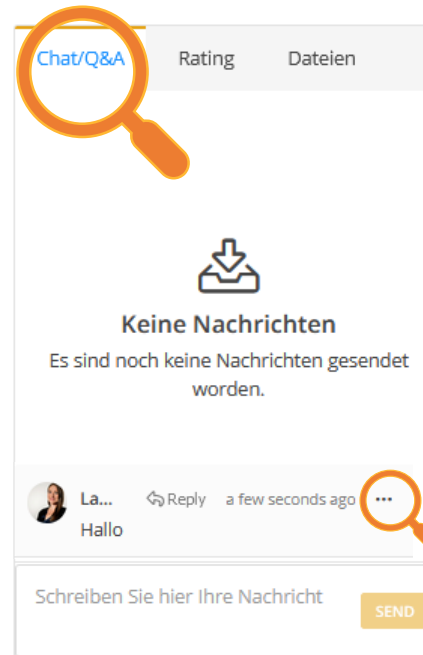 Chat/Q&A Rating Dateien
Keine Nachrichten
Es sind noch keine Nachrichten gesendet
worden.
La... Reply a few seconds ago ...
Hallo
Schreiben Sie hier Ihre Nachricht
SEND